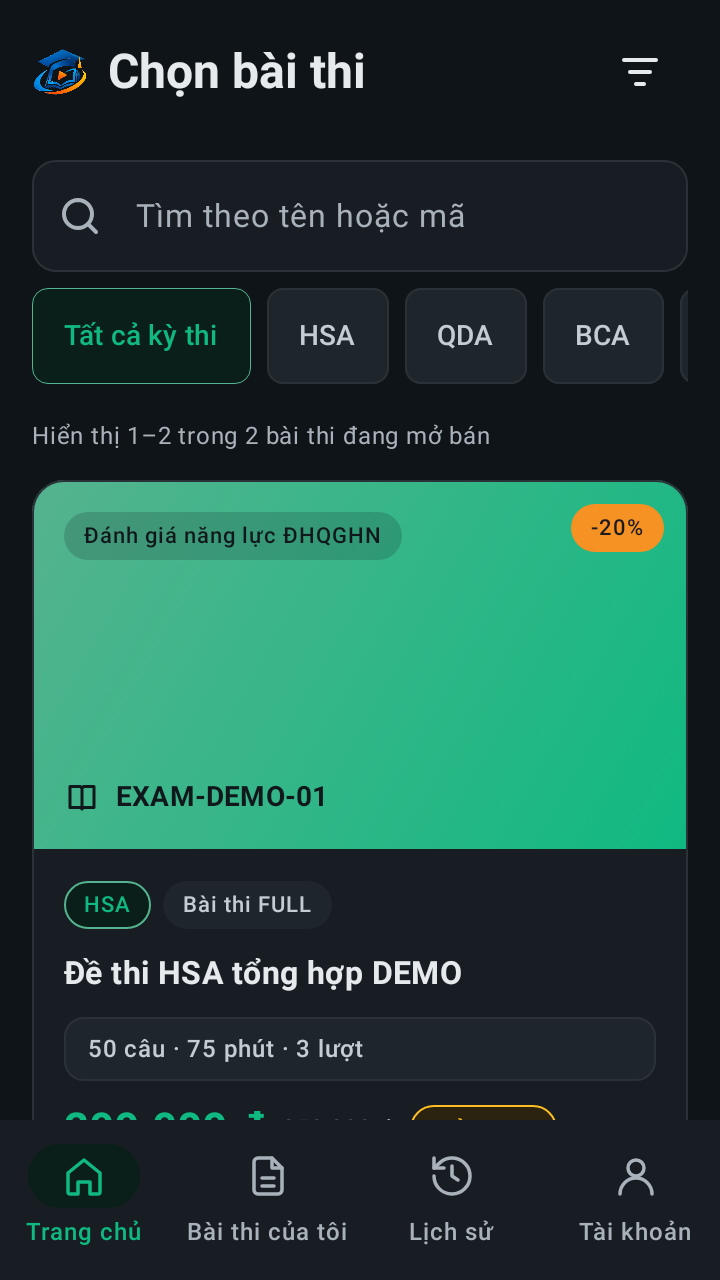 Chọn bài thi
Tìm theo tên hoặc mã
Tất cả kỳ thi
HSA
QDA
BCA
Hiển thị 1–2 trong 2 bài thi đang mở bán
Đánh giá năng lực ĐHQGHN
-20%
EXAM-DEMO-01
HSA
Bài thi FULL
Đề thi HSA tổng hợp DEMO
50 câu · 75 phút · 3 lượt
Trang chủ
Bài thi của tôi
Lịch sử
Tài khoản